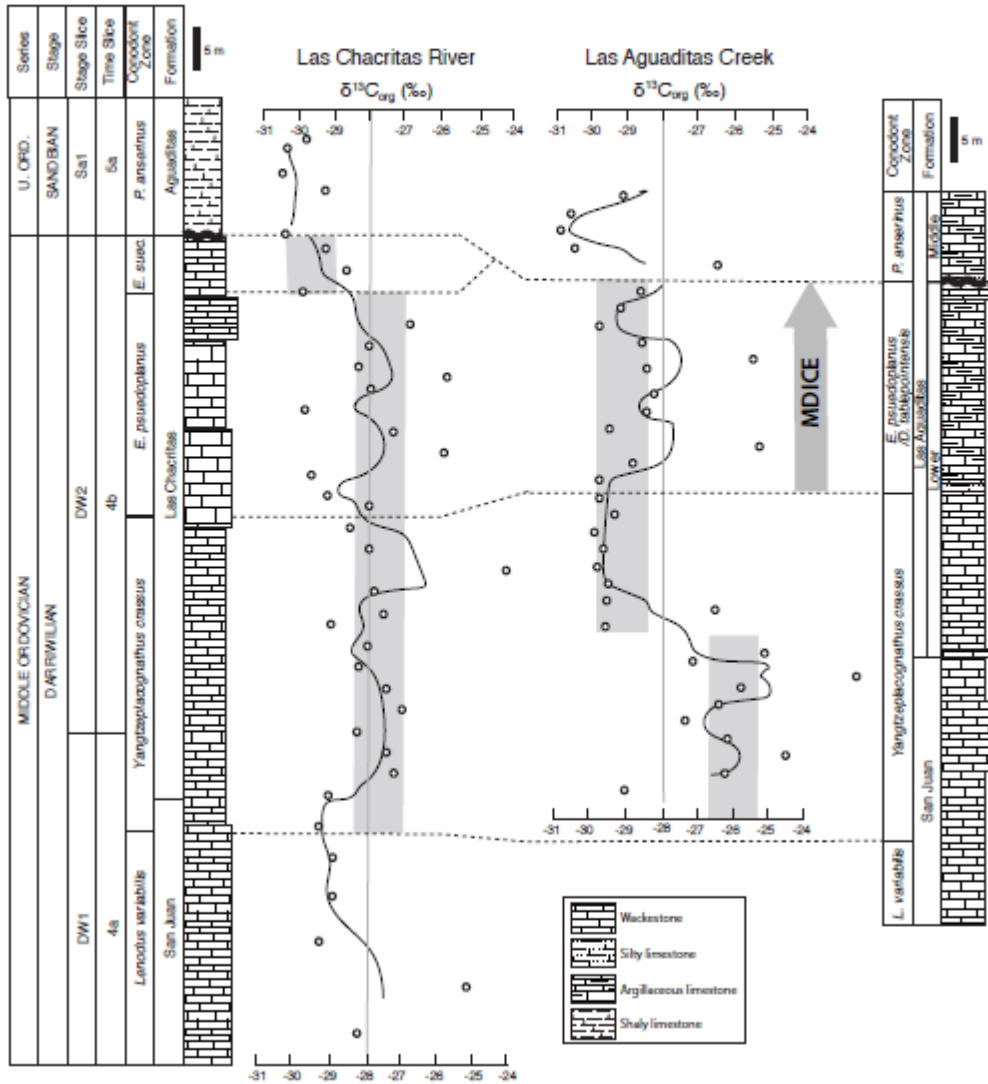 Series
Stage
Stage Slice
Time Slice
Conodont Zone
Formation
5 m
Las Chacritas River
δ¹³Corg (‰)
-31 -30 -29 -28 -27 -26 -25 -24
Las Aguaditas Creek
δ¹³Corg (‰)
-31 -30 -29 -28 -27 -26 -25 -24
Conodont Zone
Formation
5 m
U. ORD.
SANDBIAN
Sa1
5a
P. anserinus
Aguaditas
MIDDLE ORDOVICIAN
DARRIWILIAN
DW2
4b
E. suec.
E. psuedoplanus
Las Chacritas
Yangtzeplacognathus crassus
DW1
4a
Lenodus variabilis
San Juan
MDICE
P. anserinus
Middle
E. psuedoplanus
/D. tablepointensis
Las Aguaditas
Lower
Yangtzeplacognathus crassus
San Juan
L. variabilis
-31 -30 -29 -28 -27 -26 -25 -24
-31 -30 -29 -28 -27 -26 -25 -24
Wackestone
Silty limestone
Argillaceous limestone
Shaly limestone